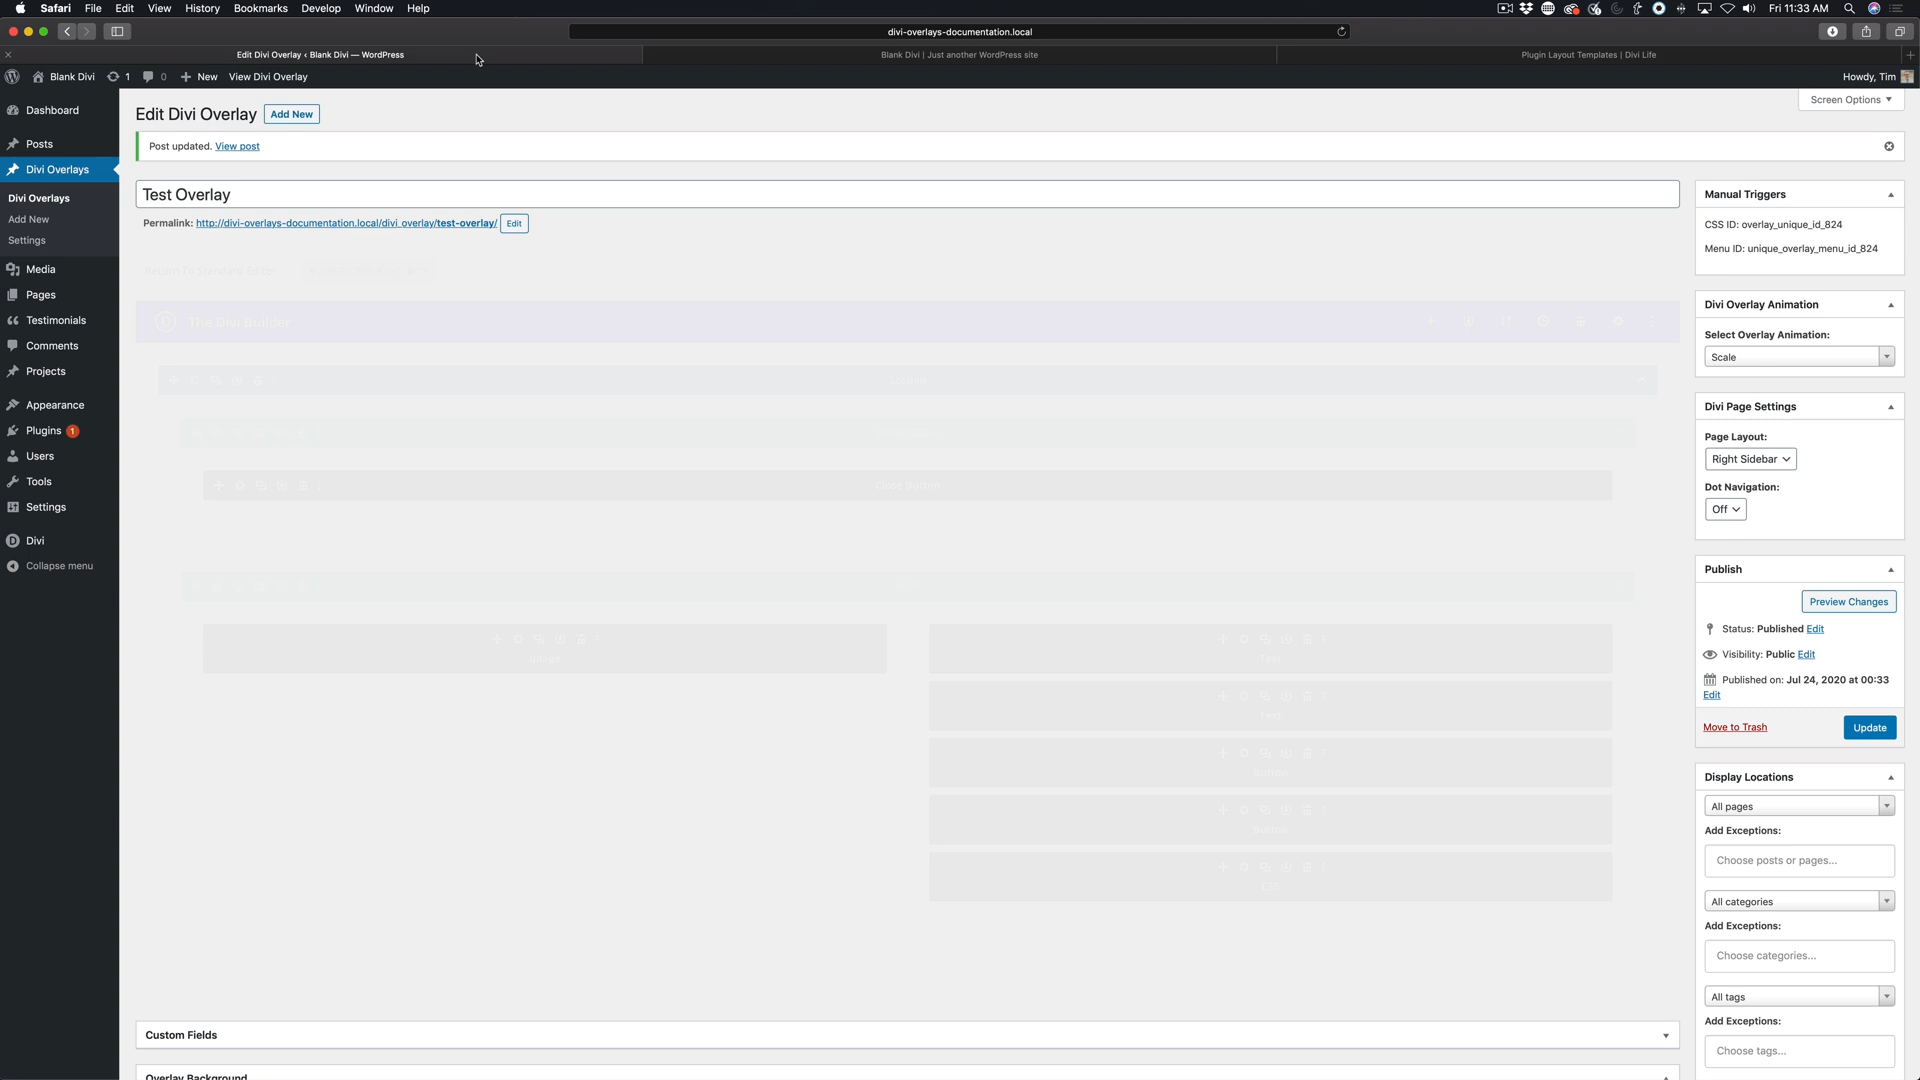 Safari File Edit View History Bookmarks Develop Window Help
Fri 11:33 AM
divi-overlays-documentation.local
Edit Divi Overlay ‹ Blank Divi — WordPress
Blank Divi | Just another WordPress site
Plugin Layout Templates | Divi Life
Blank Divi 1 0 New View Divi Overlay
Howdy, Tim
Screen Options
Dashboard
Posts
Divi Overlays
Divi Overlays
Add New
Settings
Media
Pages
Testimonials
Comments
Projects
Appearance
Plugins 1
Users
Tools
Settings
Divi
Collapse menu
Edit Divi Overlay Add New
Post updated. View post
Test Overlay
Permalink: http://divi-overlays-documentation.local/divi_overlay/test-overlay/ Edit
Return To Standard Editor
The Divi Builder
Section
Close Button
Image
Text
Text
Button
Button
Custom Fields
Overlay Background
Manual Triggers
CSS ID: overlay_unique_id_824
Menu ID: unique_overlay_menu_id_824
Divi Overlay Animation
Select Overlay Animation:
Scale
Divi Page Settings
Page Layout:
Right Sidebar
Dot Navigation:
Off
Publish
Preview Changes
Status: Published Edit
Visibility: Public Edit
Published on: Jul 24, 2020 at 00:33
Edit
Move to Trash
Update
Display Locations
All pages
Add Exceptions:
Choose posts or pages...
All categories
Add Exceptions:
Choose categories...
All tags
Add Exceptions:
Choose tags...